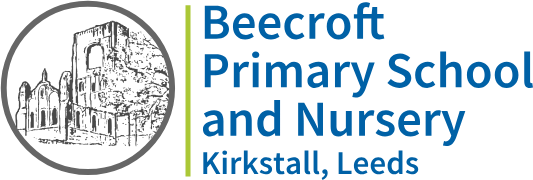 Beecroft
Primary School
and Nursery
Kirkstall, Leeds